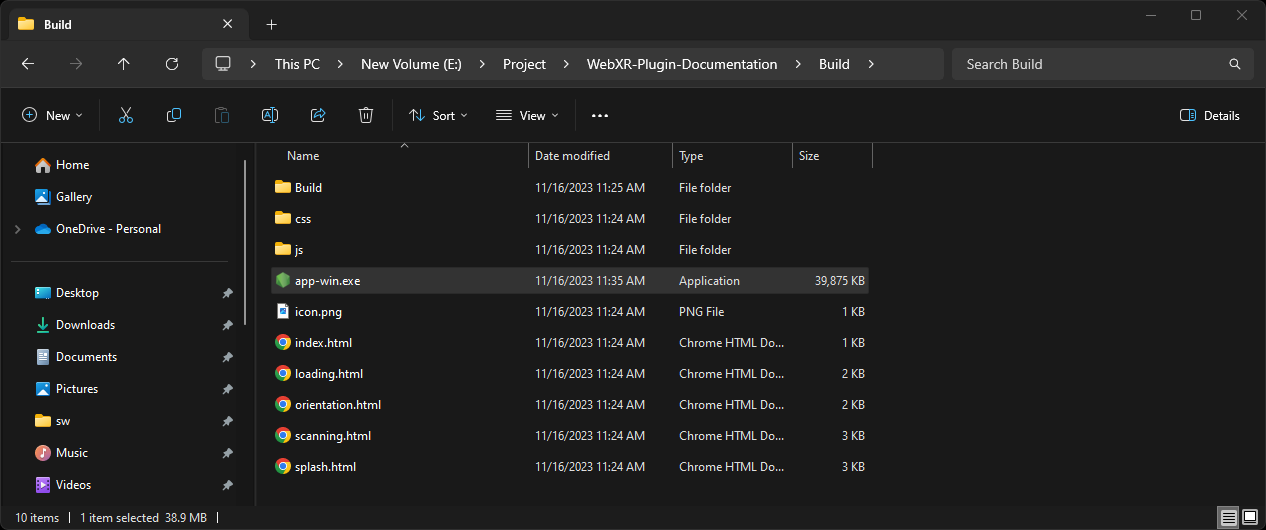 Build
This PC New Volume (E:) Project WebXR-Plugin-Documentation Build Search Build
New Sort View Details
Name Date modified Type Size
Home
Gallery
OneDrive - Personal
Desktop
Downloads
Documents
Pictures
sw
Music
Videos
Build 11/16/2023 11:25 AM File folder
css 11/16/2023 11:24 AM File folder
js 11/16/2023 11:24 AM File folder
app-win.exe 11/16/2023 11:35 AM Application 39,875 KB
icon.png 11/16/2023 11:24 AM PNG File 1 KB
index.html 11/16/2023 11:24 AM Chrome HTML Do... 1 KB
loading.html 11/16/2023 11:24 AM Chrome HTML Do... 2 KB
orientation.html 11/16/2023 11:24 AM Chrome HTML Do... 2 KB
scanning.html 11/16/2023 11:24 AM Chrome HTML Do... 3 KB
splash.html 11/16/2023 11:24 AM Chrome HTML Do... 3 KB
10 items 1 item selected 38.9 MB